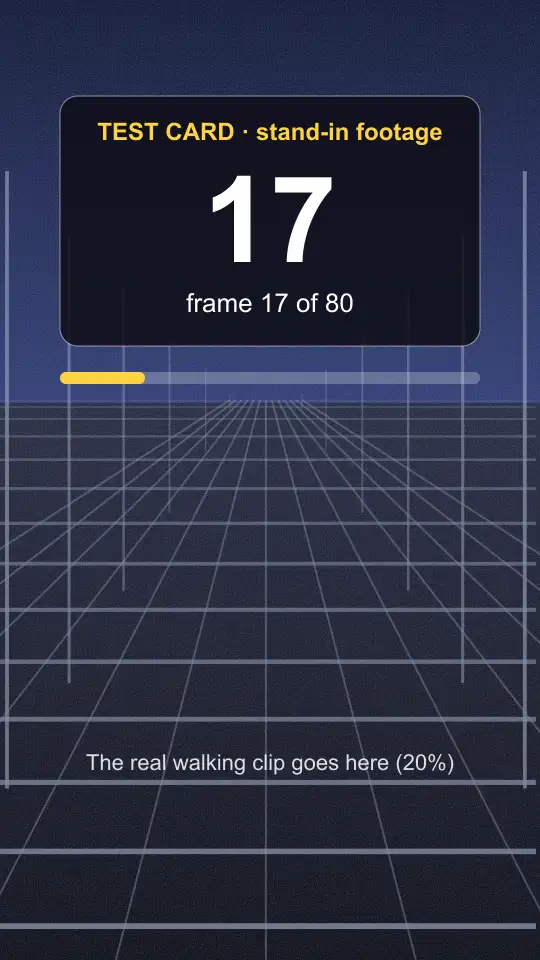 TEST CARD · stand-in footage
17
frame 17 of 80
The real walking clip goes here (20%)